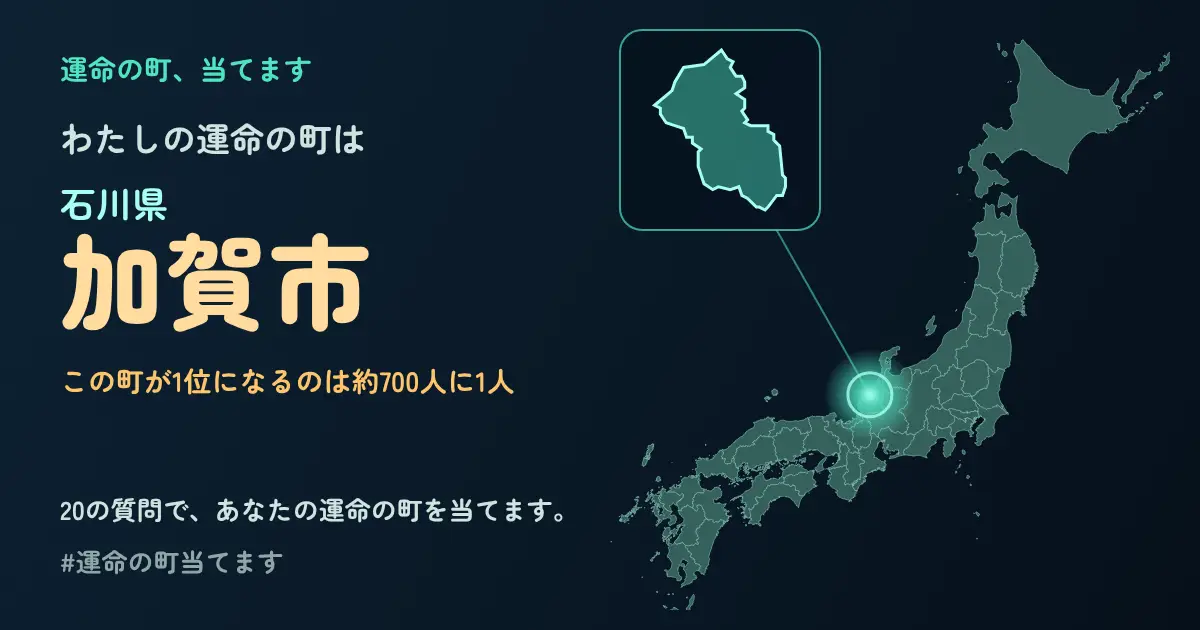 運命の町、当てます
わたしの運命の町は
石川県
加賀市
この町が1位になるのは約700人に1人
20の質問で、あなたの運命の町を当てます。
#運命の町当てます